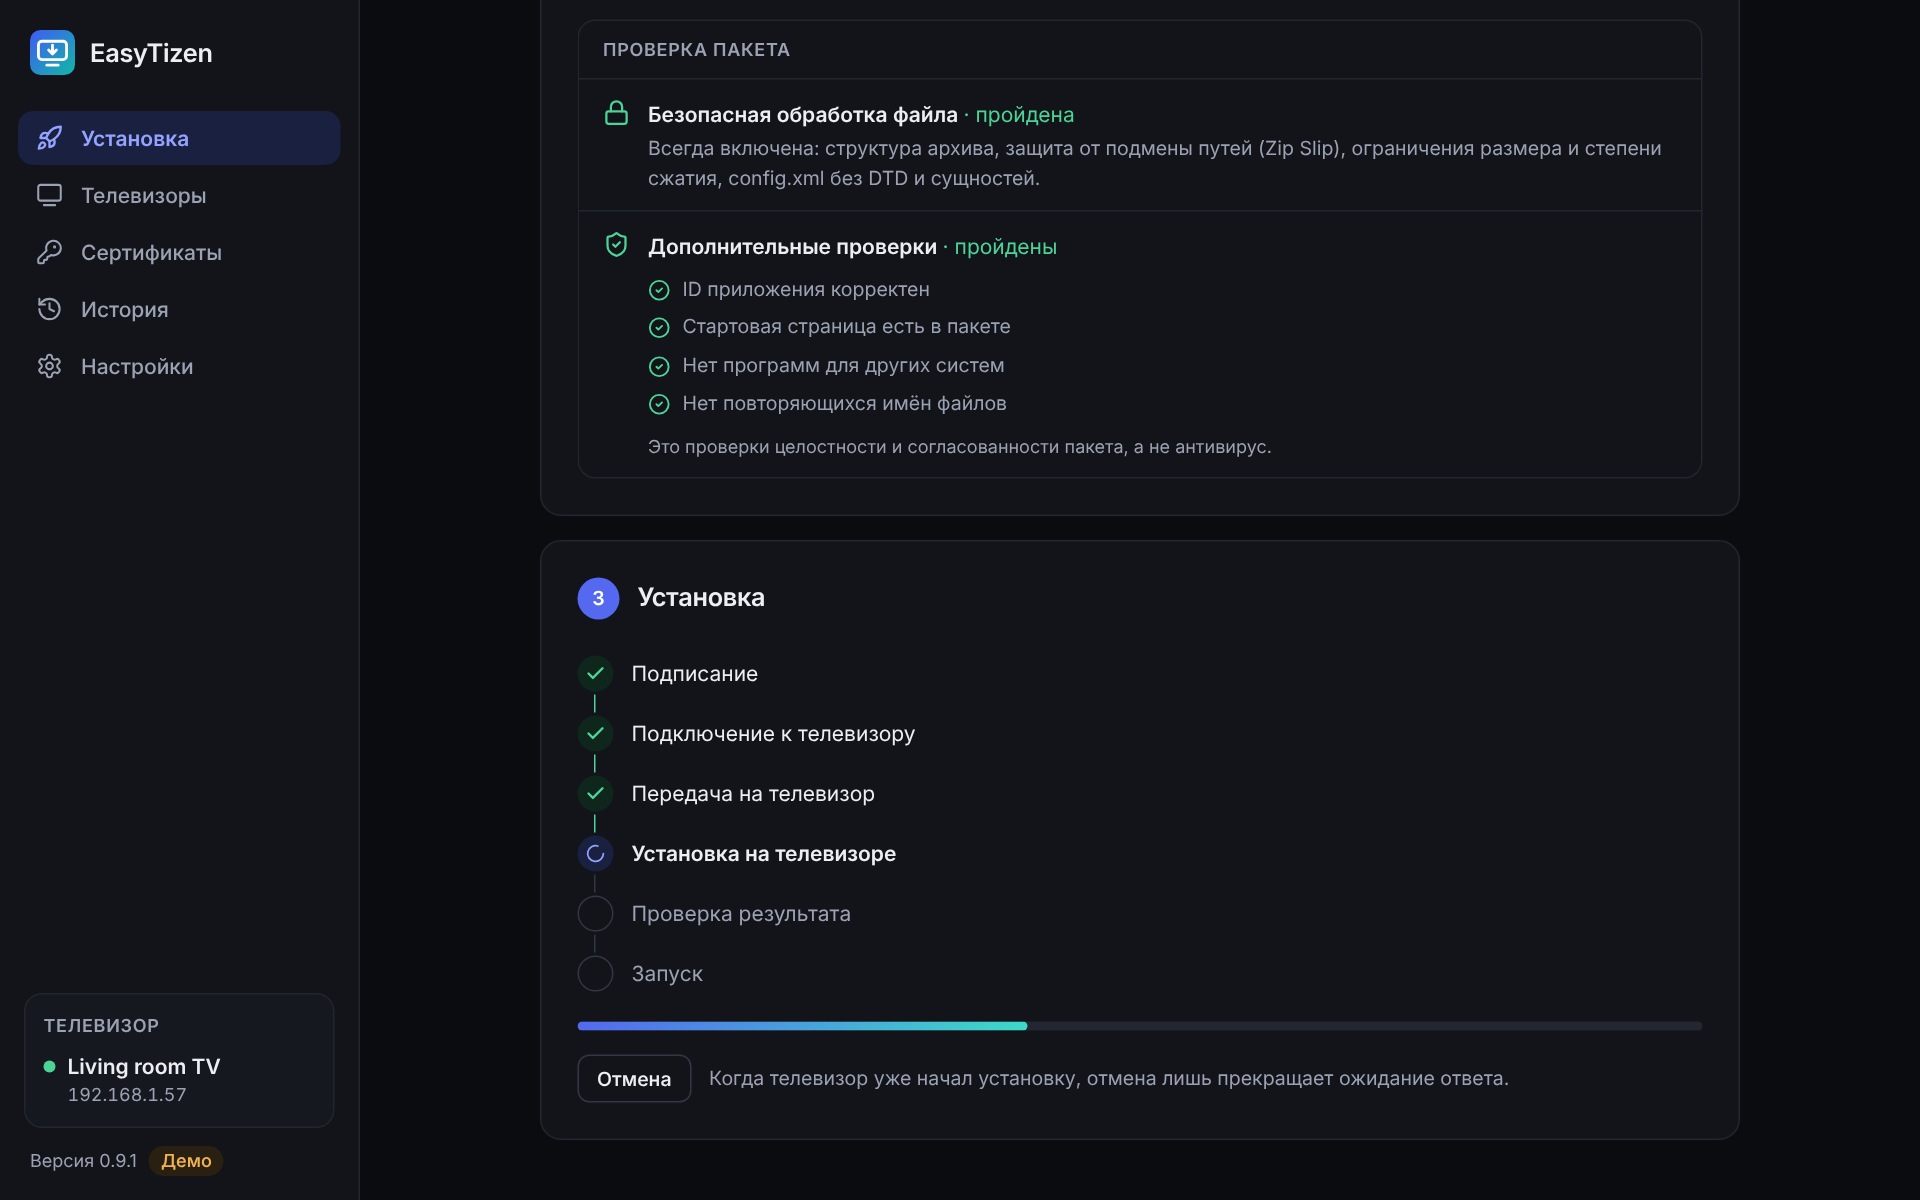 EasyTizen
Установка
Телевизоры
Сертификаты
История
Настройки
ТЕЛЕВИЗОР
Living room TV
192.168.1.57
Версия 0.9.1 Демо
ПРОВЕРКА ПАКЕТА
Безопасная обработка файла · пройдена
Всегда включена: структура архива, защита от подмены путей (Zip Slip), ограничения размера и степени
сжатия, config.xml без DTD и сущностей.
Дополнительные проверки · пройдены
ID приложения корректен
Стартовая страница есть в пакете
Нет программ для других систем
Нет повторяющихся имён файлов
Это проверки целостности и согласованности пакета, а не антивирус.
3 Установка
Подписание
Подключение к телевизору
Передача на телевизор
Установка на телевизоре
Проверка результата
Запуск
Отмена Когда телевизор уже начал установку, отмена лишь прекращает ожидание ответа.